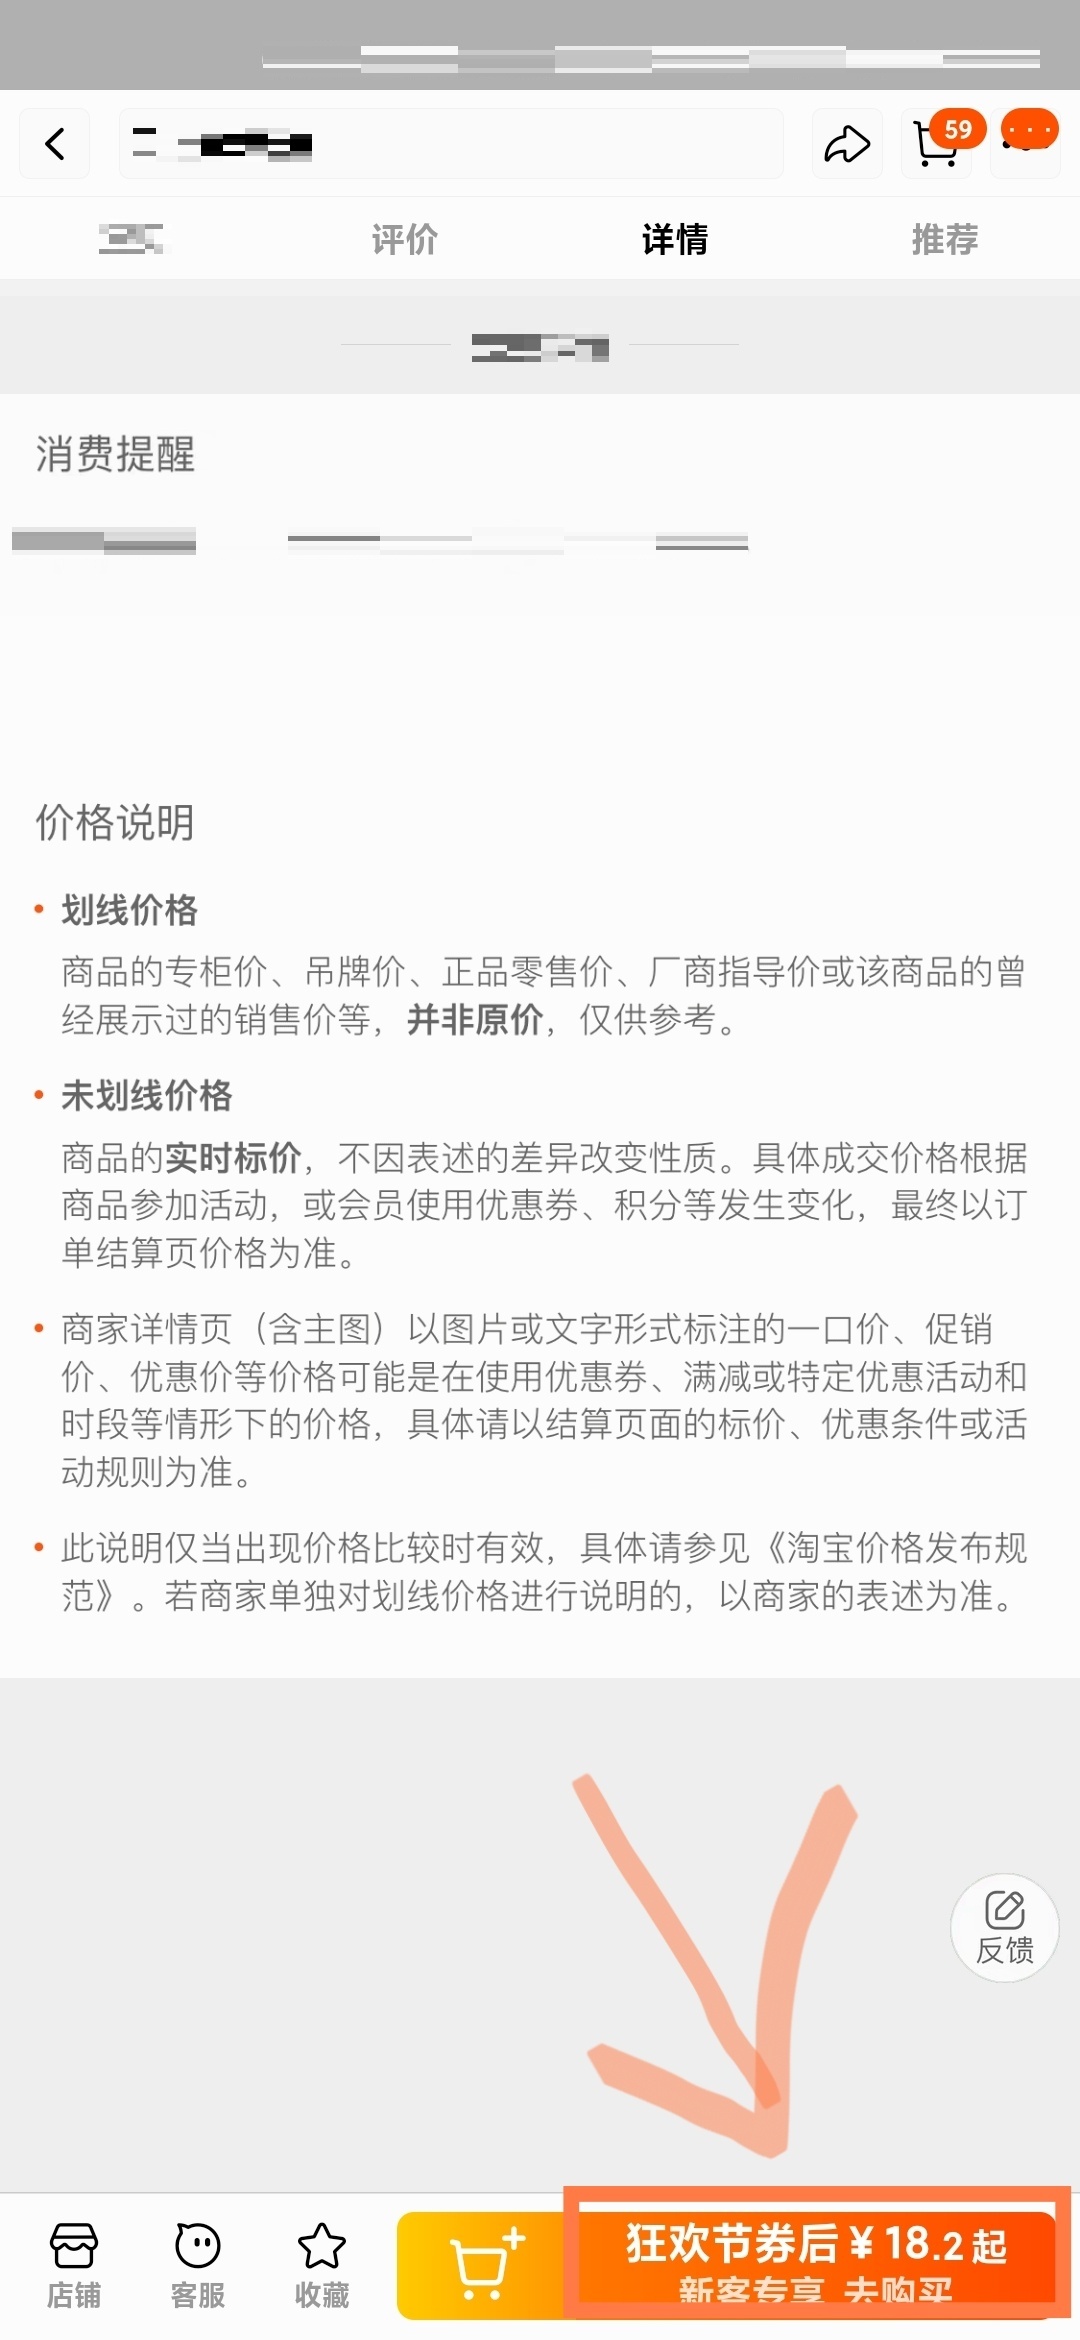 59
评价
详情
推荐
消费提醒
价格说明
• 划线价格
商品的专柜价、吊牌价、正品零售价、厂商指导价或该商品的曾
经展示过的销售价等，并非原价，仅供参考。
• 未划线价格
商品的实时标价，不因表述的差异改变性质。具体成交价格根据
商品参加活动，或会员使用优惠券、积分等发生变化，最终以订
单结算页价格为准。
• 商家详情页（含主图）以图片或文字形式标注的一口价、促销
价、优惠价等价格可能是在使用优惠券、满减或特定优惠活动和
时段等情形下的价格，具体请以结算页面的标价、优惠条件或活
动规则为准。
• 此说明仅当出现价格比较时有效，具体请参见《淘宝价格发布规
范》。若商家单独对划线价格进行说明的，以商家的表述为准。
反馈
店铺
客服
收藏
狂欢节券后¥18.2起
新客专享 去购买